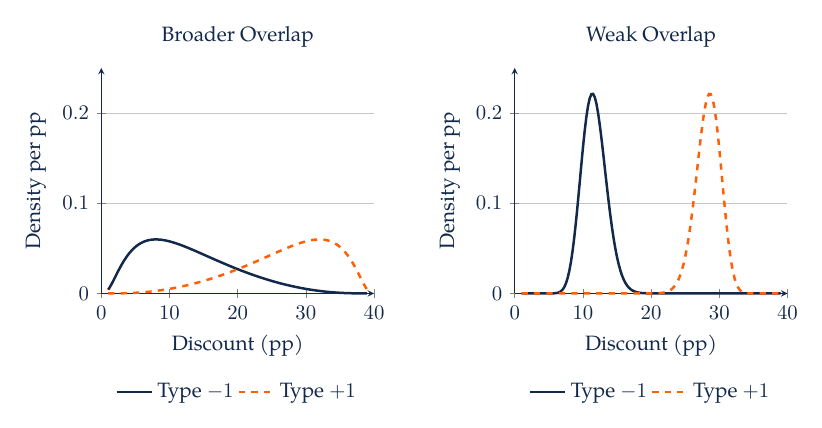 Broader Overlap
Density per pp
0.2
0.1
0
0 10 20 30 40
Discount (pp)
Type −1 Type +1
Weak Overlap
Density per pp
0.2
0.1
0
0 10 20 30 40
Discount (pp)
Type −1 Type +1